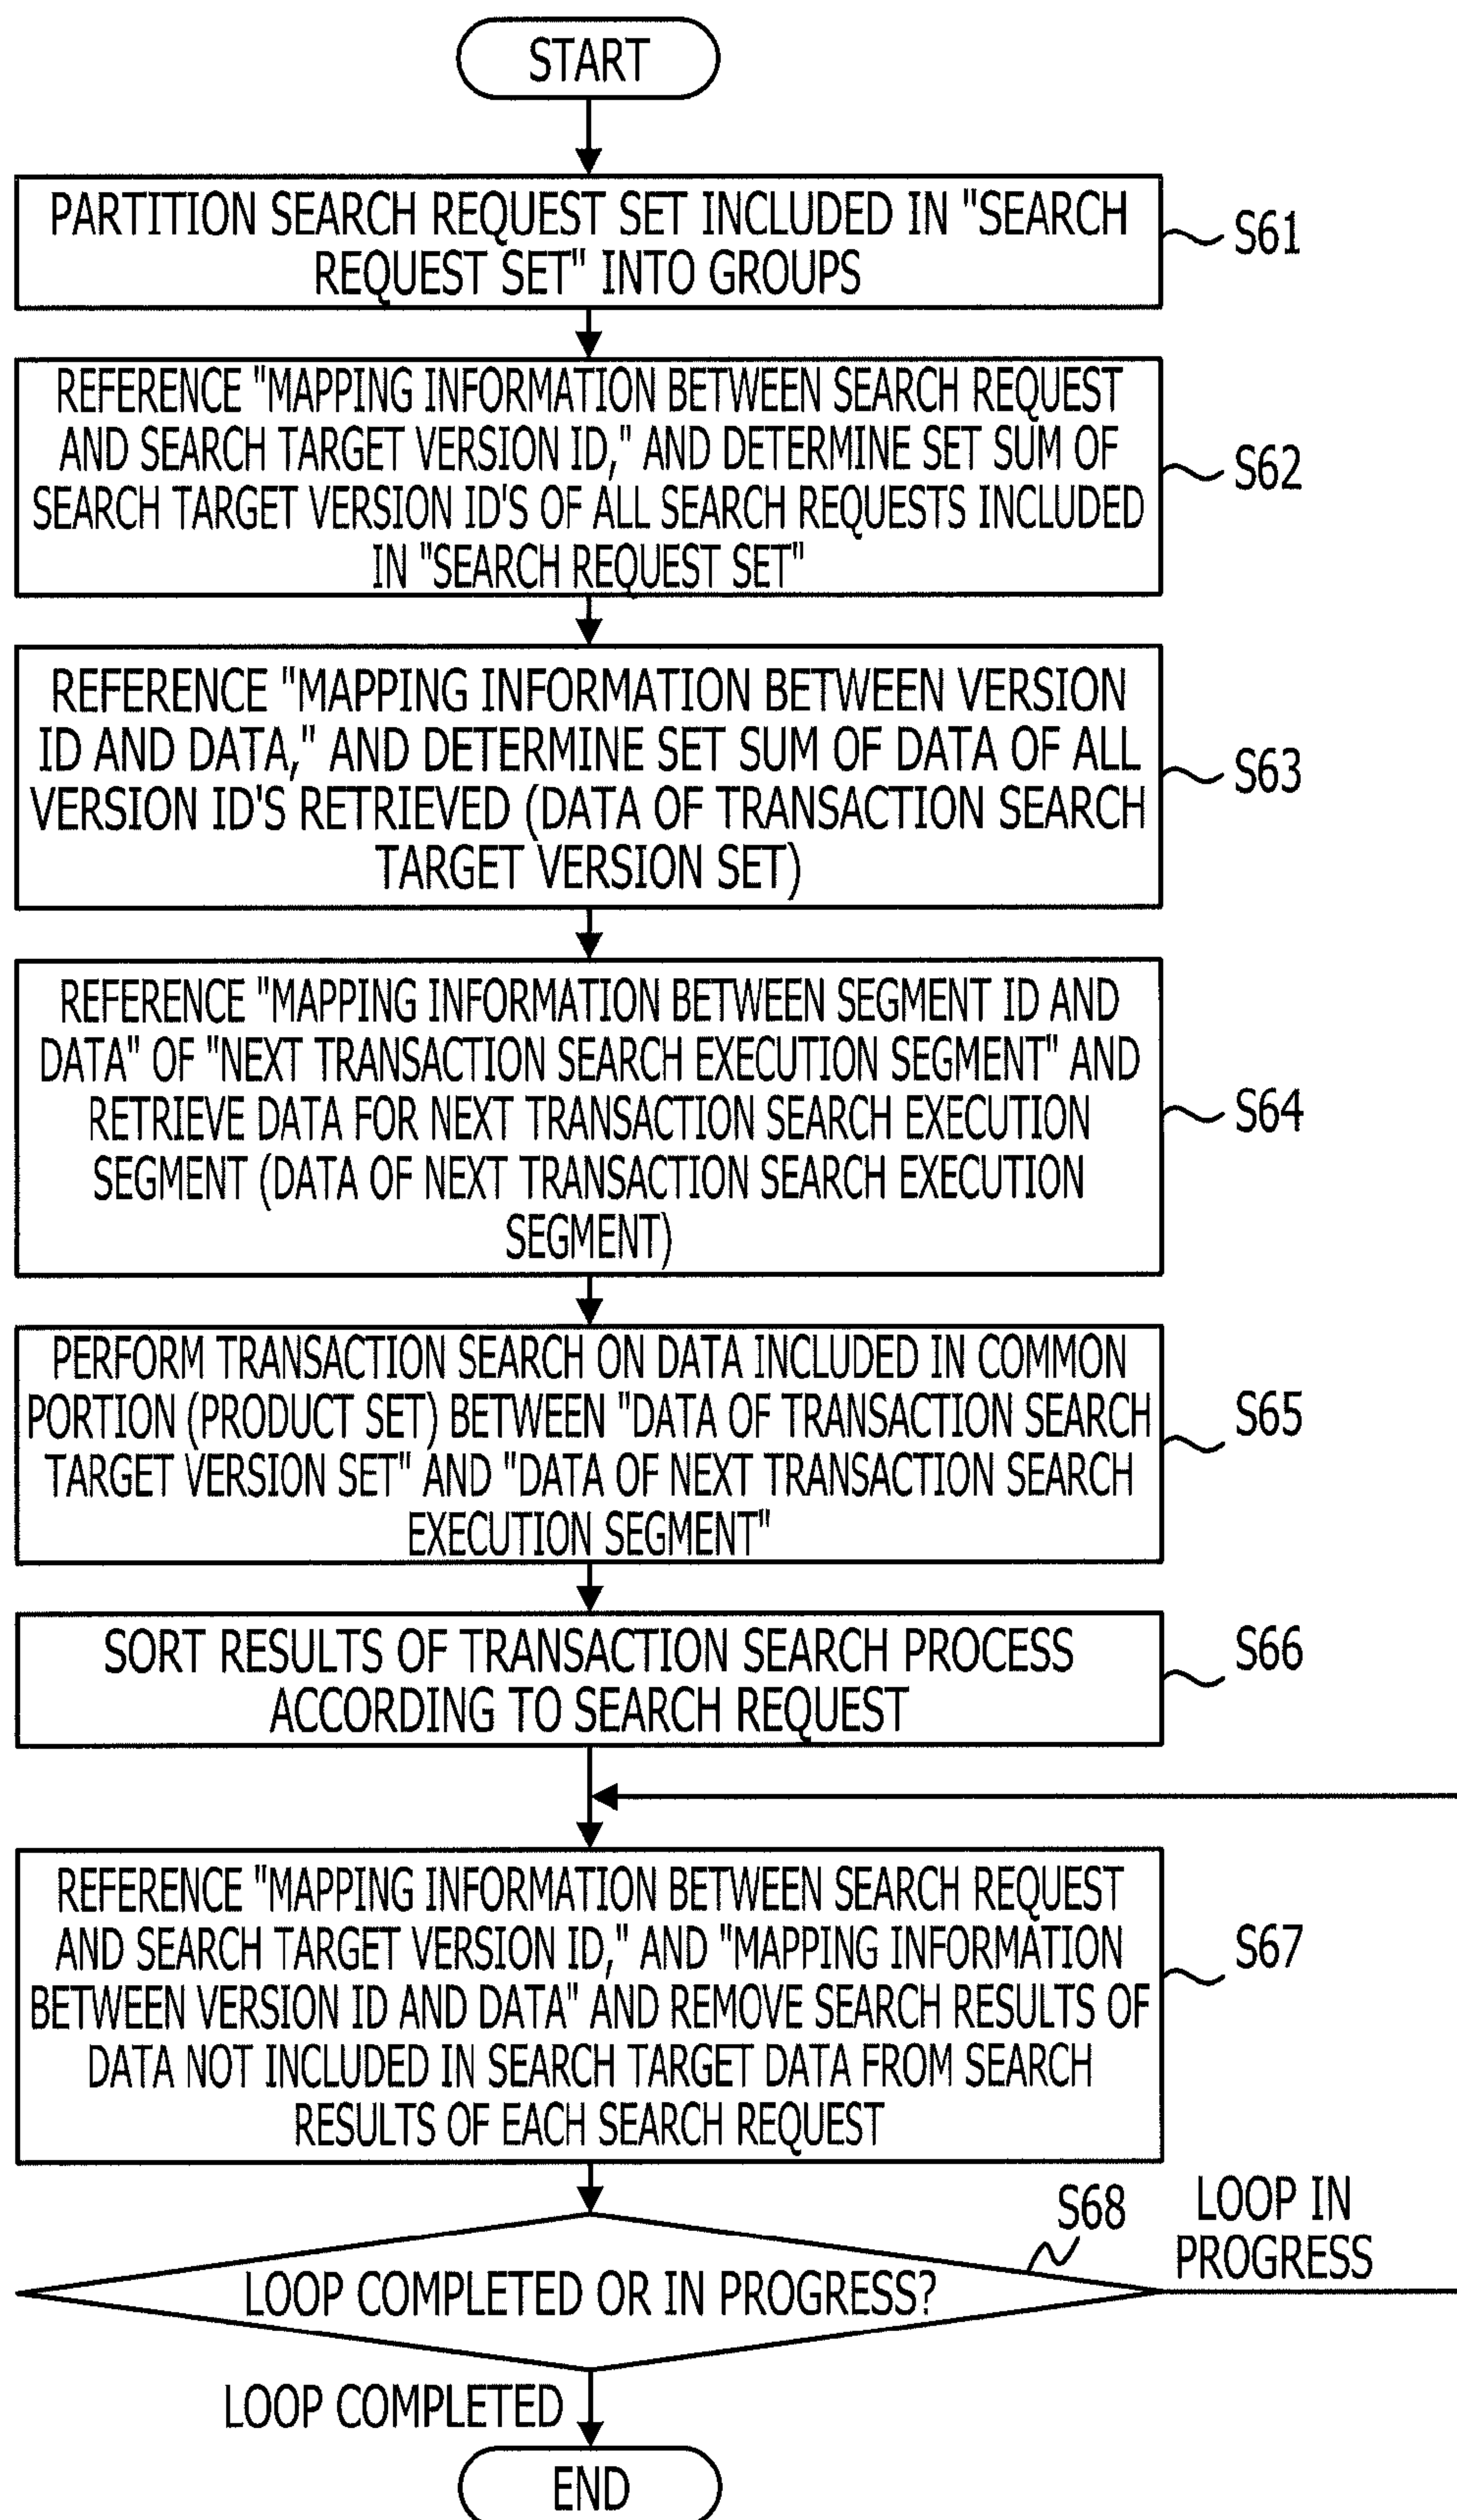 START
PARTITION SEARCH REQUEST SET INCLUDED IN "SEARCH
REQUEST SET" INTO GROUPS
S61
REFERENCE "MAPPING INFORMATION BETWEEN SEARCH REQUEST
AND SEARCH TARGET VERSION ID," AND DETERMINE SET SUM OF
SEARCH TARGET VERSION ID'S OF ALL SEARCH REQUESTS INCLUDED
IN "SEARCH REQUEST SET"
S62
REFERENCE "MAPPING INFORMATION BETWEEN VERSION
ID AND DATA," AND DETERMINE SET SUM OF DATA OF ALL
VERSION ID'S RETRIEVED (DATA OF TRANSACTION SEARCH
TARGET VERSION SET)
S63
REFERENCE "MAPPING INFORMATION BETWEEN SEGMENT ID AND
DATA" OF "NEXT TRANSACTION SEARCH EXECUTION SEGMENT" AND
RETRIEVE DATA FOR NEXT TRANSACTION SEARCH EXECUTION
SEGMENT (DATA OF NEXT TRANSACTION SEARCH EXECUTION
SEGMENT)
S64
PERFORM TRANSACTION SEARCH ON DATA INCLUDED IN COMMON
PORTION (PRODUCT SET) BETWEEN "DATA OF TRANSACTION SEARCH
TARGET VERSION SET" AND "DATA OF NEXT TRANSACTION SEARCH
EXECUTION SEGMENT"
S65
SORT RESULTS OF TRANSACTION SEARCH PROCESS
ACCORDING TO SEARCH REQUEST
S66
REFERENCE "MAPPING INFORMATION BETWEEN SEARCH REQUEST
AND SEARCH TARGET VERSION ID," AND "MAPPING INFORMATION
BETWEEN VERSION ID AND DATA" AND REMOVE SEARCH RESULTS OF
DATA NOT INCLUDED IN SEARCH TARGET DATA FROM SEARCH
RESULTS OF EACH SEARCH REQUEST
S67
S68
LOOP IN
PROGRESS
LOOP COMPLETED OR IN PROGRESS?
LOOP COMPLETED
END